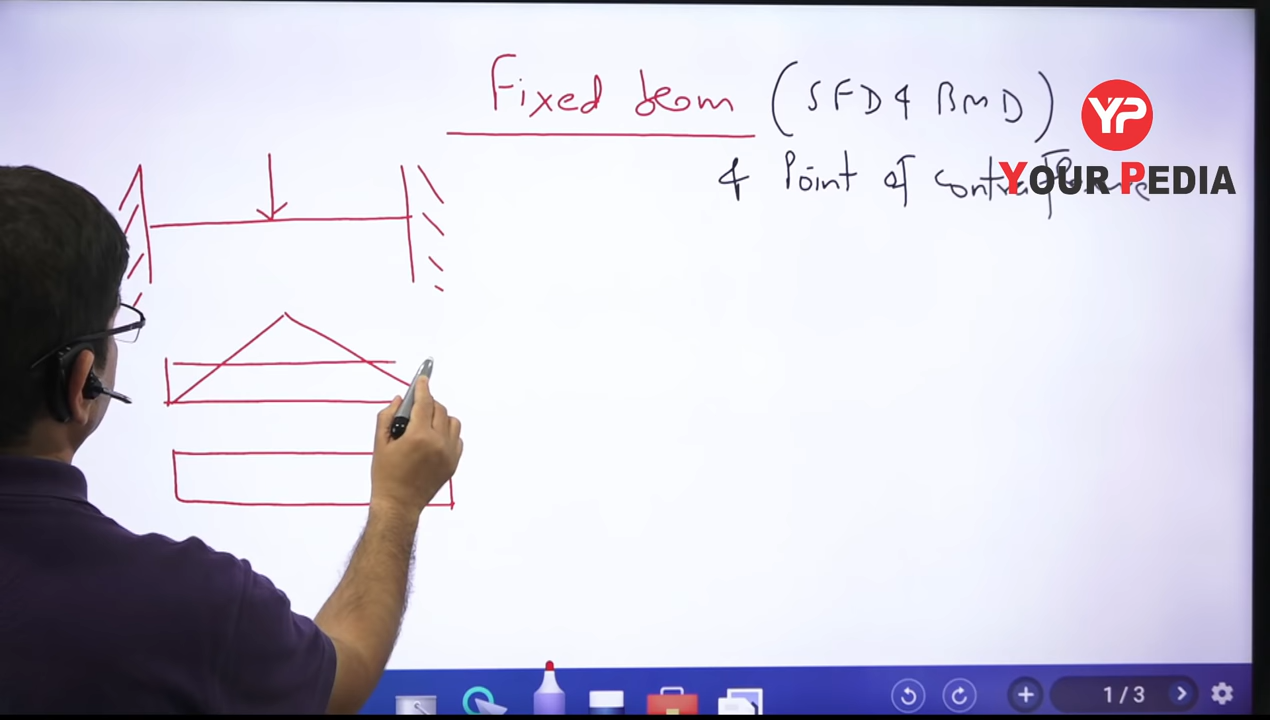 Fixed beam (SFD & BMD)
& Point of
YP
YOUR PEDIA
1/3